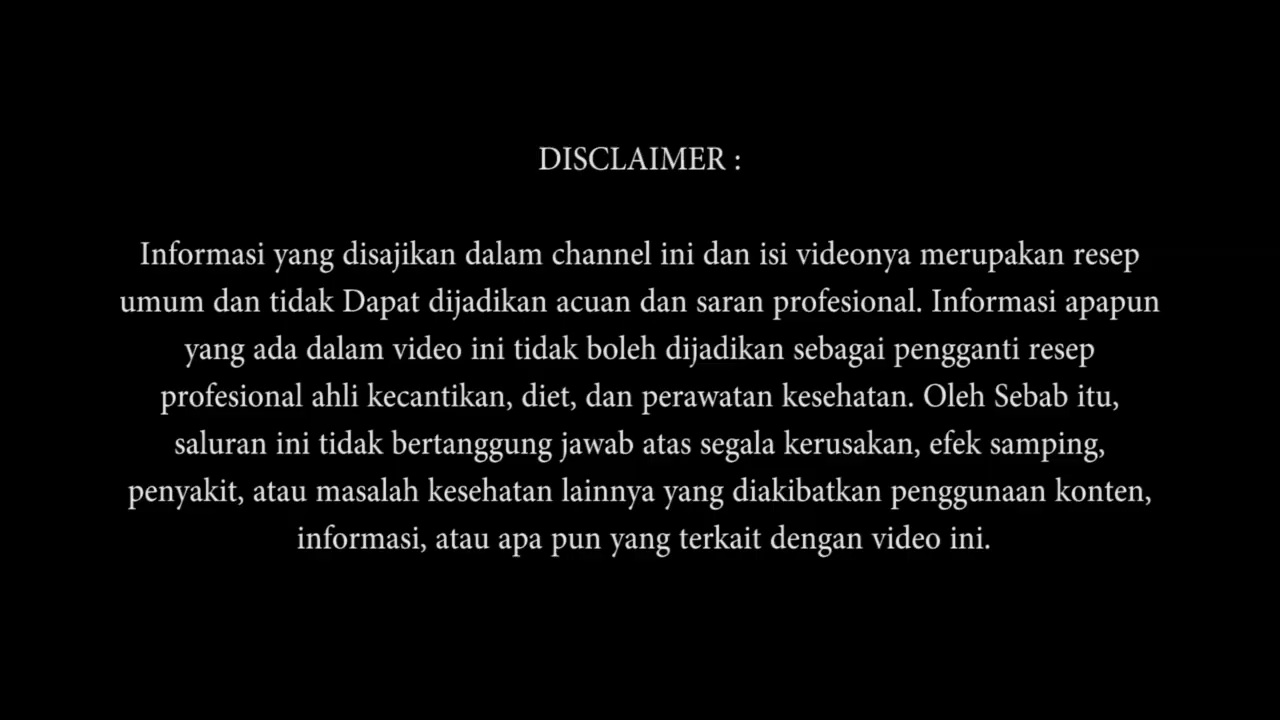 DISCLAIMER :
Informasi yang disajikan dalam channel ini dan isi videonya merupakan resep
umum dan tidak Dapat dijadikan acuan dan saran profesional. Informasi apapun
yang ada dalam video ini tidak boleh dijadikan sebagai pengganti resep
profesional ahli kecantikan, diet, dan perawatan kesehatan. Oleh Sebab itu,
saluran ini tidak bertanggung jawab atas segala kerusakan, efek samping,
penyakit, atau masalah kesehatan lainnya yang diakibatkan penggunaan konten,
informasi, atau apa pun yang terkait dengan video ini.